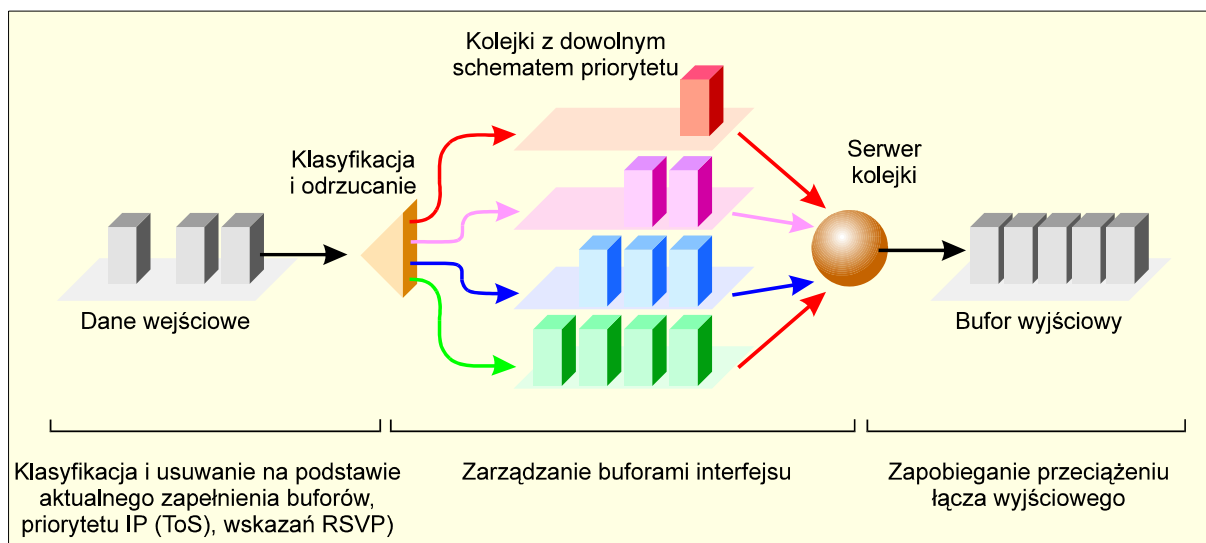 Kolejki z dowolnym
schematem priorytetu
Klasyfikacja
i odrzucanie
Serwer
kolejki
Dane wejściowe
Bufor wyjściowy
Klasyfikacja i usuwanie na podstawie
aktualnego zapełnienia buforów,
priorytetu IP (ToS), wskazań RSVP)
Zarządzanie buforami interfejsu
Zapobieganie przeciążeniu
łącza wyjściowego